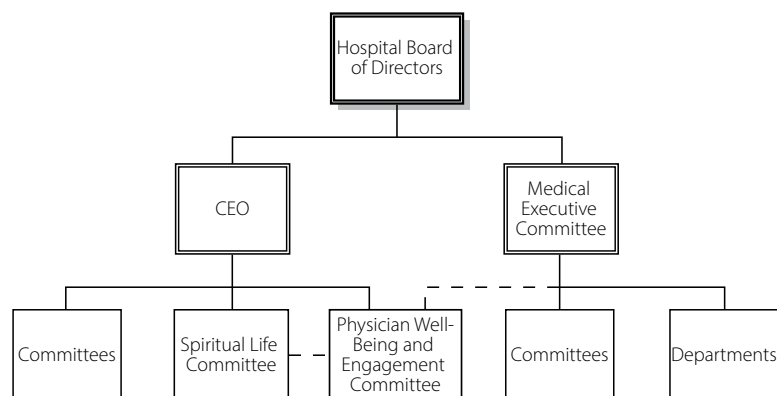 Hospital Board
of Directors
CEO
Medical
Executive
Committee
Committees
Spiritual Life
Committee
Physician Well-
Being and
Engagement
Committee
Committees
Departments